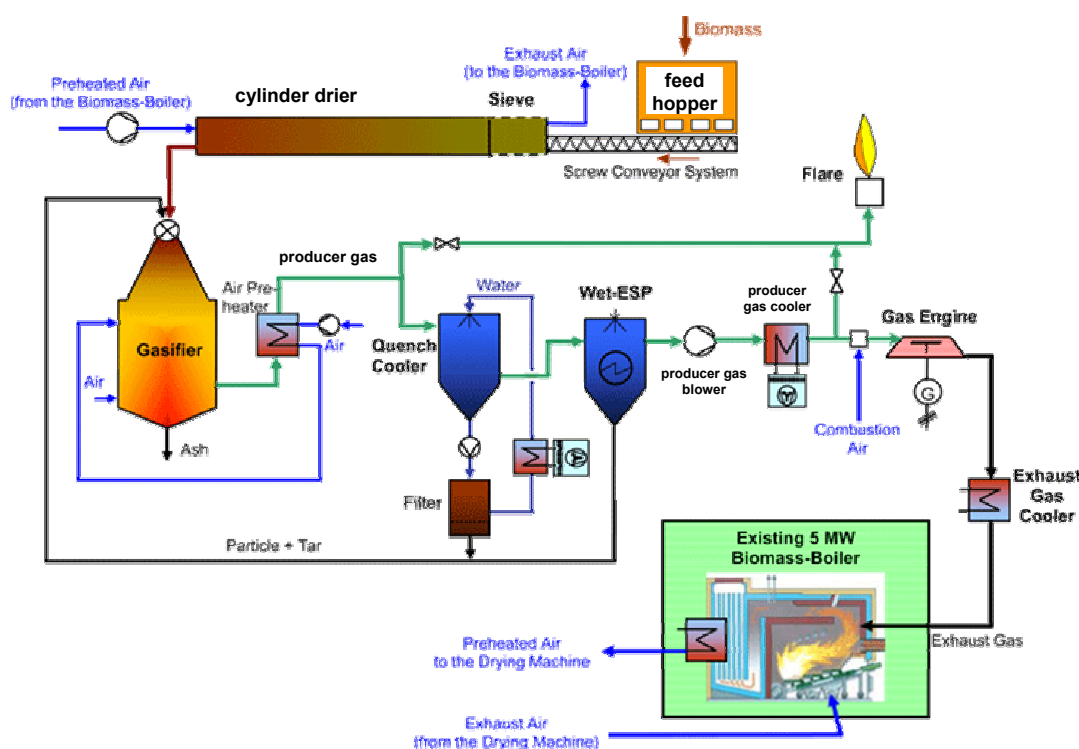 Biomass
Exhaust Air
(to the Biomass-Boiler)
feed
hopper
Preheated Air
(from the Biomass-Boiler)
cylinder drier
Sieve
Screw Conveyor System
Flare
producer gas
Air Pre-
heater
Water
Wet-ESP
producer
gas cooler
Gas Engine
Gasifier
Air
Quench
Cooler
producer gas
blower
Air
G
Combustion
Air
Ash
Filter
Exhaust
Gas
Cooler
Particle + Tar
Existing 5 MW
Biomass-Boiler
Exhaust Gas
Preheated Air
to the Drying Machine
Exhaust Air
(from the Drying Machine)